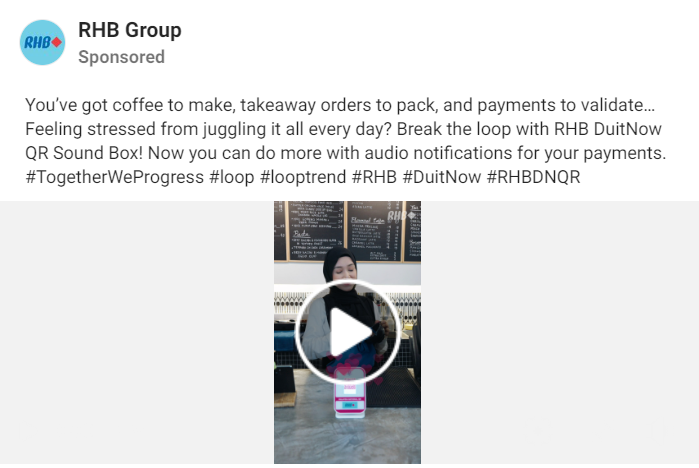 RHB
RHB Group
Sponsored
You’ve got coffee to make, takeaway orders to pack, and payments to validate…
Feeling stressed from juggling it all every day? Break the loop with RHB DuitNow
QR Sound Box! Now you can do more with audio notifications for your payments.
#TogetherWeProgress #loop #looptrend #RHB #DuitNow #RHBDNQR
RHB
Pasta